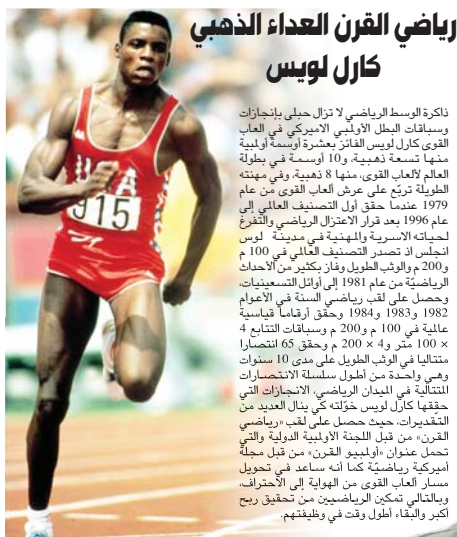 رياضي القرن العداء الذهبي
كارل لويس
ذاكرة الوسط الرياضي لا تزال حبلى بإنجازات
وسباقات البطل الأولمبي الاميركي في العاب
القوى كارل لويس الفائز بعشرة أوسمة أولمبية
منها تسعة ذهبية، و10 أوسمة في بطولة
العالم لألعاب القوى، منها 8 ذهبية، وفي مهنته
الطويلة تربّع على عرش ألعاب القوى من عام
1979 عندما حقق أول التصنيف العالمي إلى
عام 1996 بعد قرار الاعتزال الرياضي والتفرغ
لحياته الاسرية والمهنية في مدينة لوس
انجلس اذ تصدر التصنيف العالمي في 100 م
و200 م والوثب الطويل وفاز بكثير من الأحداث
الرياضيّة من عام 1981 إلى أوائل التسعينيات،
وحصل على لقب رياضي السنة في الأعوام
1982 و1983 و1984 وحقق أرقاما قياسية
عالمية في 100 م و200 م وسباقات التتابع 4
× 100 متر و4 × 200 م وحقق 65 انتصارا
متتاليا في الوثب الطويل على مدى 10 سنوات
وهي واحدة من أطول سلسلة الانتصارات
المتتالية في الميدان الرياضي، الانجازات التي
حقّقها كارل لويس خوّلته كي ينال العديد من
التقديرات، حيث حصل على لقب «رياضي
القرن» من قبل اللجنة الأولمبية الدولية والتي
تحمل عنوان «أولمبيو القرن» من قبل مجلة
أميركية رياضيّة كما أنه ساعد في تحويل
مسار ألعاب القوى من الهواية إلى الاحتراف،
وبالتالي تمكين الرياضيين من تحقيق ربح
أكبر والبقاء أطول وقت في وظيفتهم.
USA
915